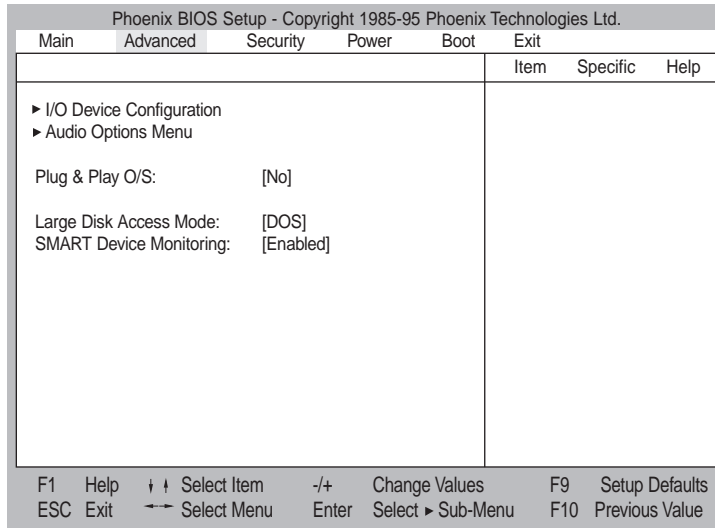 Phoenix BIOS Setup - Copyright 1985-95 Phoenix Technologies Ltd.
Main Advanced Security Power Boot Exit
Item Specific Help
► I/O Device Configuration
► Audio Options Menu
Plug & Play O/S: [No]
Large Disk Access Mode: [DOS]
SMART Device Monitoring: [Enabled]
F1 Help Select Item -/+ Change Values F9 Setup Defaults
ESC Exit Select Menu Enter Select ► Sub-Menu F10 Previous Value